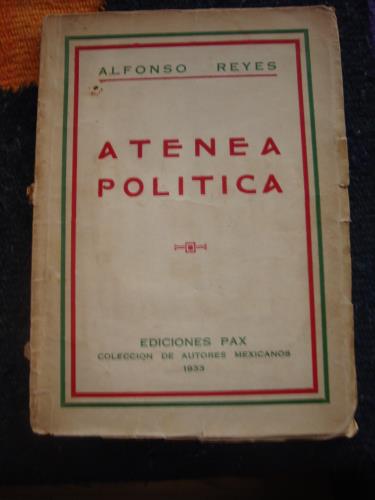 ALFONSO REYES
ATENEA
POLITICA
EDICIONES PAX
COLECCION DE AUTORES MEXICANOS
1933